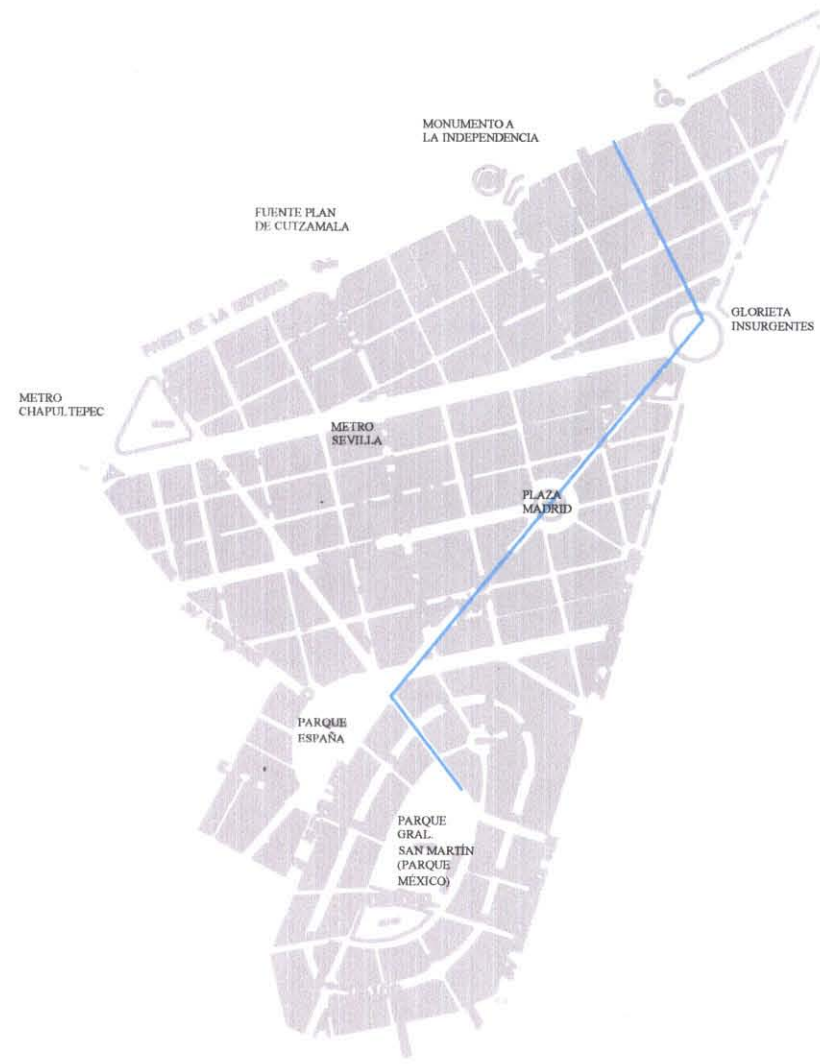 MONUMENTO A
LA INDEPENDENCIA
FUENTE PLAN
DE CUTZAMALA
PASEO DE LA REFORMA
GLORIETA
INSURGENTES
METRO
CHAPULTEPEC
METRO
SEVILLA
PLAZA
MADRID
PARQUE
ESPAÑA
PARQUE
GRAL.
SAN MARTÍN
(PARQUE
MÉXICO)